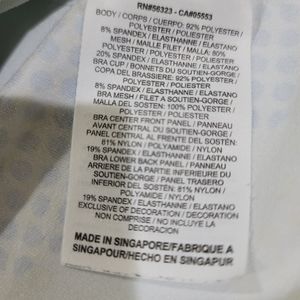 RN#56323 - CA#05553
BODY / CORPS / CUERPO: 92% POLYESTER /
POLYESTER / POLIESTER
8% SPANDEX / ELASTHANNE / ELASTANO
MESH / MAILLE FILET / MALLA: 80%
POLYESTER / POLYESTER / POLIESTER
20% SPANDEX / ELASTHANNE / ELASTANO
BRA CUP / BONNETS DU SOUTIEN-GORGE /
COPA DEL BRASSIERE: 92% POLYESTER /
POLYESTER / POLIESTER
8% SPANDEX / ELASTHANNE / ELASTANO
BRA MESH / FILET A SOUTIEN-GORGE /
MALLA DEL SOSTEN: 100% POLYESTER /
POLYESTER / POLIESTER
BRA CENTER FRONT PANEL / PANNEAU
AVANT CENTRAL DU SOUTIEN-GORGE /
PANEL CENTRAL AL FRENTE DEL SOSTÉN:
81% NYLON / POLYAMIDE / NYLON
19% SPANDEX / ELASTHANNE / ELASTANO
BRA LOWER BACK PANEL / PANNEAU
ARRIERE DE LA PARTIE INFERIEURE DU
SOUTIEN-GORGE / PANEL TRASERO
INFERIOR DEL SOSTÉN: 81% NYLON /
POLYAMIDE / NYLON
19% SPANDEX / ELASTHANNE / ELASTANO
EXCLUSIVE OF DECORATION / DECORATION
NON COMPRISE / NO INCLUYE LA
DECORACION
MADE IN SINGAPORE/FABRIQUE A
SINGAPOUR/HECHO EN SINGAPUR